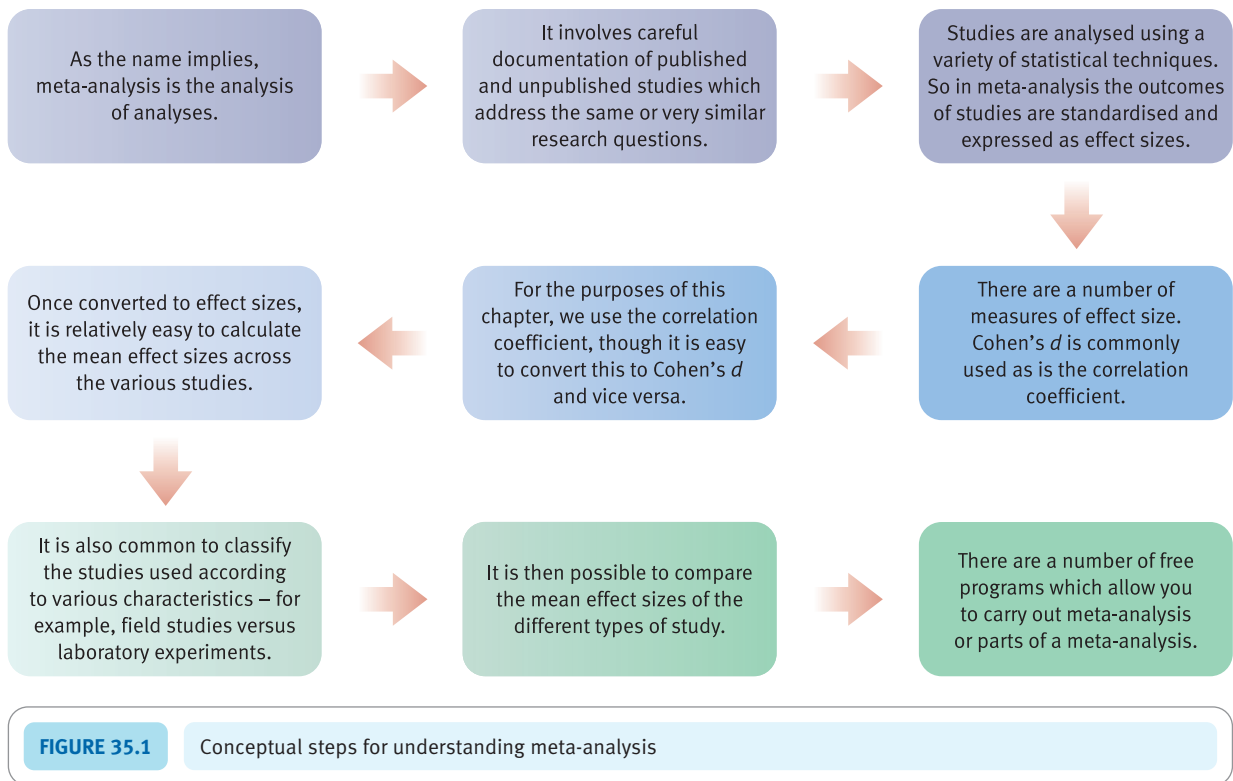 As the name implies,
meta-analysis is the analysis
of analyses.
It involves careful
documentation of published
and unpublished studies which
address the same or very similar
research questions.
Studies are analysed using a
variety of statistical techniques.
So in meta-analysis the outcomes
of studies are standardised and
expressed as effect sizes.
There are a number of
measures of effect size.
Cohen's d is commonly
used as is the correlation
coefficient.
For the purposes of this
chapter, we use the correlation
coefficient, though it is easy
to convert this to Cohen's d
and vice versa.
Once converted to effect sizes,
it is relatively easy to calculate
the mean effect sizes across
the various studies.
It is also common to classify
the studies used according
to various characteristics – for
example, field studies versus
laboratory experiments.
It is then possible to compare
the mean effect sizes of the
different types of study.
There are a number of free
programs which allow you
to carry out meta-analysis
or parts of a meta-analysis.
FIGURE 35.1 Conceptual steps for understanding meta-analysis